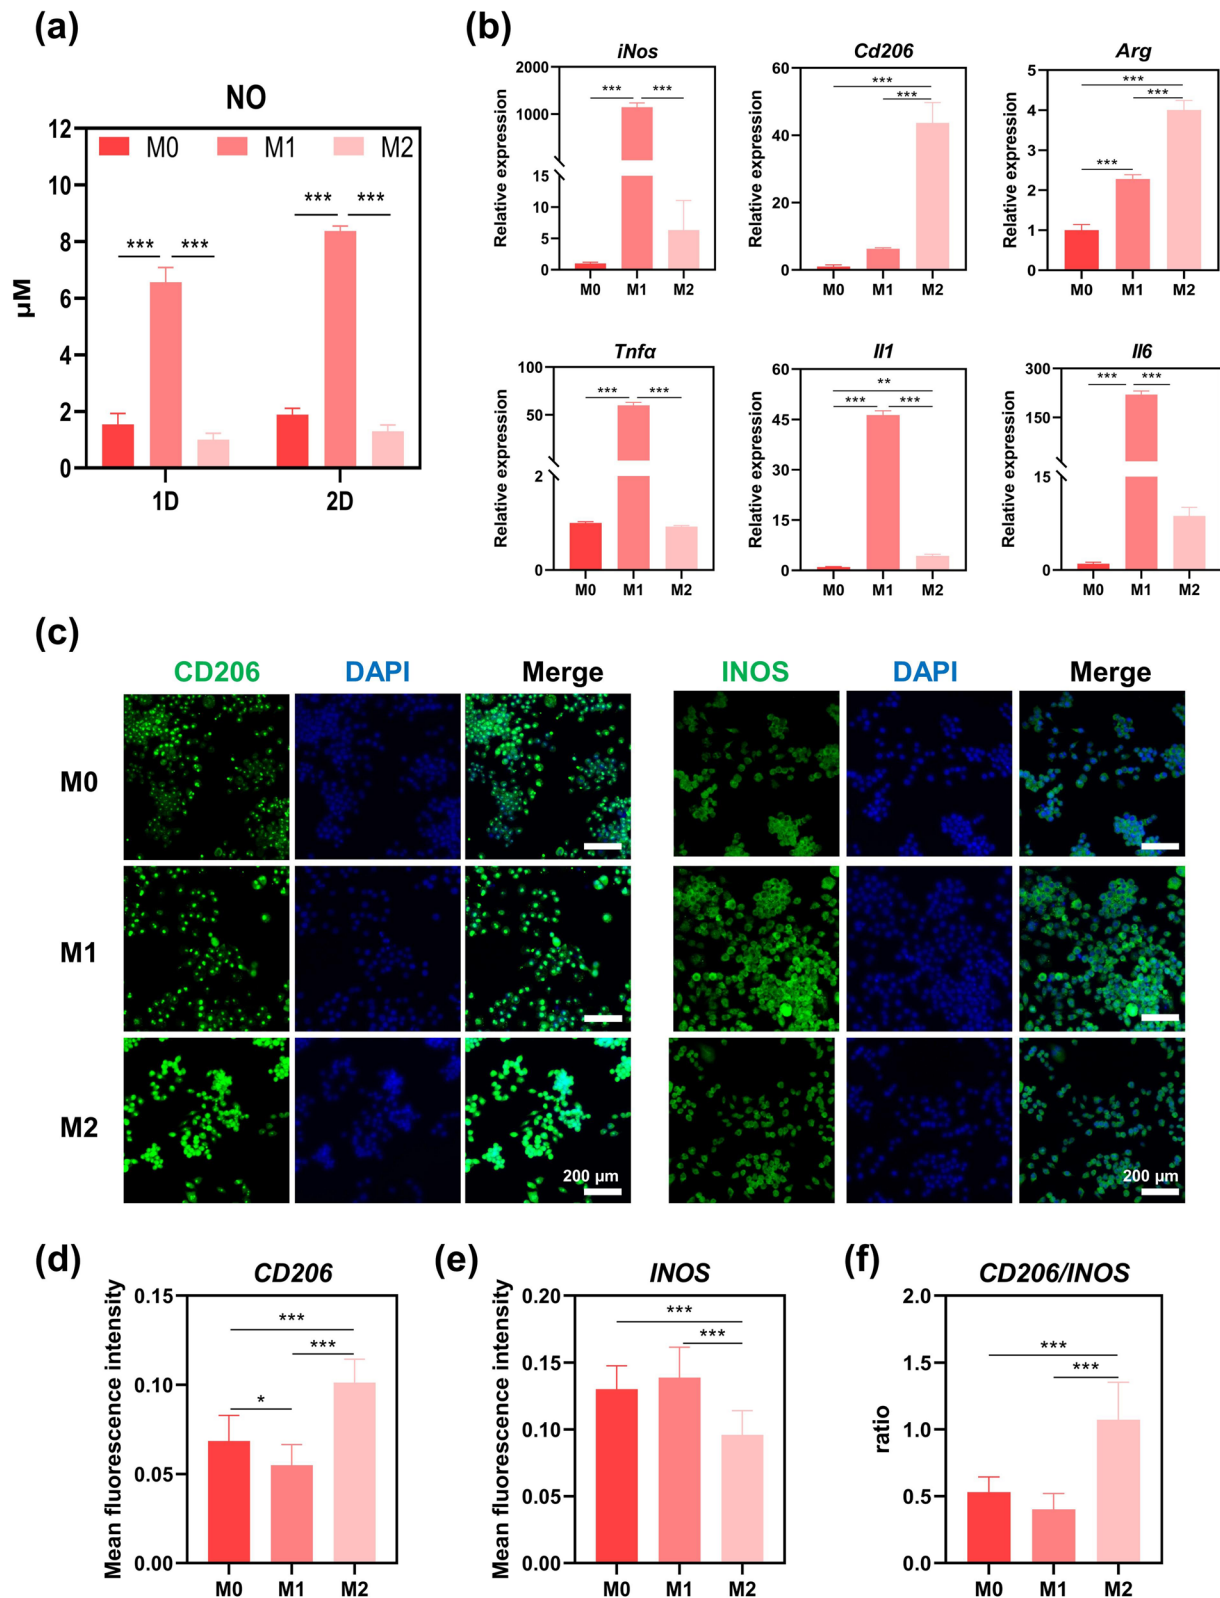 (a)
NO
12
10
8
6
4
2
0
µM
M0 M1 M2
*** ***
*** ***
1D 2D
(b)
iNos
Relative expression
2000
1000
15
10
5
0
*** ***
M0 M1 M2
Cd206
Relative expression
60
40
20
0
***
***
M0 M1 M2
Arg
Relative expression
5
4
3
2
1
0
***
***
***
M0 M1 M2
Tnfα
Relative expression
100
50
2
0
*** ***
M0 M1 M2
Il1
Relative expression
60
45
30
15
0
**
*** ***
M0 M1 M2
Il6
Relative expression
300
150
15
0
*** ***
M0 M1 M2
(c)
CD206 DAPI Merge INOS DAPI Merge
M0
M1
M2
200 µm 200 µm
(d)
CD206
Mean fluorescence intensity
0.15
0.10
0.05
0.00
***
***
*
M0 M1 M2
(e)
INOS
Mean fluorescence intensity
0.20
0.15
0.10
0.05
0.00
***
***
M0 M1 M2
(f)
CD206/INOS
ratio
2.0
1.5
1.0
0.5
0.0
***
***
M0 M1 M2